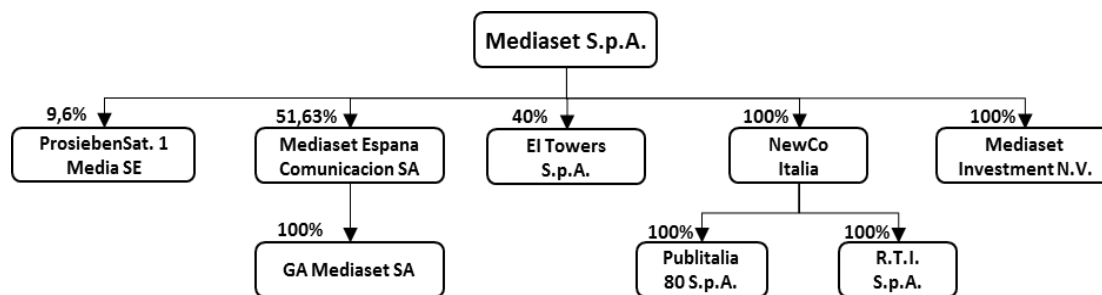 Mediaset S.p.A.
9,6%
51,63%
40%
100%
100%
ProsiebenSat. 1
Media SE
Mediaset Espana
Comunicacion SA
EI Towers
S.p.A.
NewCo
Italia
Mediaset
Investment N.V.
100%
100%
100%
GA Mediaset SA
Publitalia
80 S.p.A.
R.T.I.
S.p.A.